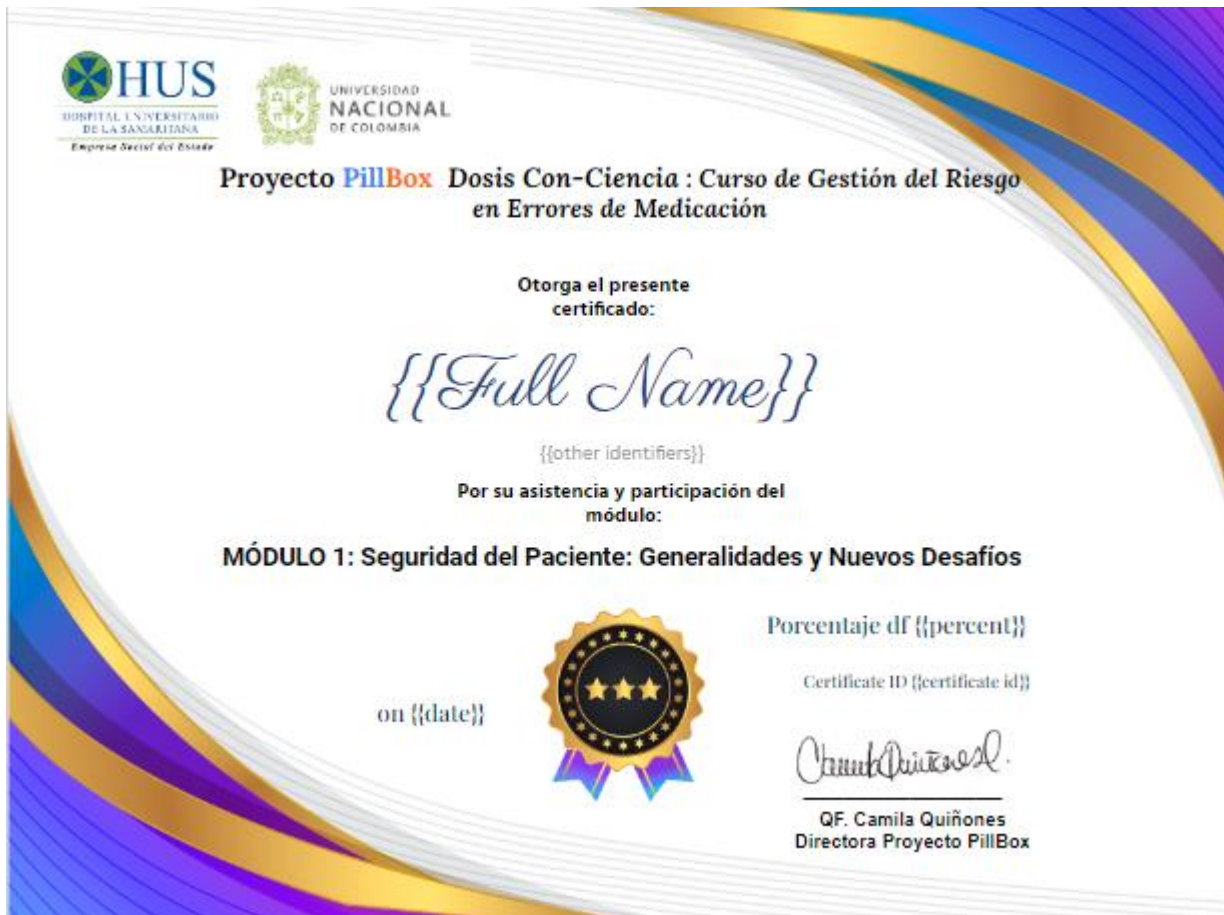 HUS
HOSPITAL UNIVERSITARIO
DE LA SAMARITANA
Empresa Social del Estado
UNIVERSIDAD
NACIONAL
DE COLOMBIA
Proyecto PillBox Dosis Con-Ciencia : Curso de Gestión del Riesgo
en Errores de Medicación
Otorga el presente
certificado:
{{Full Name}}
{{other identifiers}}
Por su asistencia y participación del
módulo:
MÓDULO 1: Seguridad del Paciente: Generalidades y Nuevos Desafíos
Porcentaje df {{percent}}
Certificate ID {{certificate id}}
on {{date}}
Camila Quiñones
QF. Camila Quiñones
Directora Proyecto PillBox